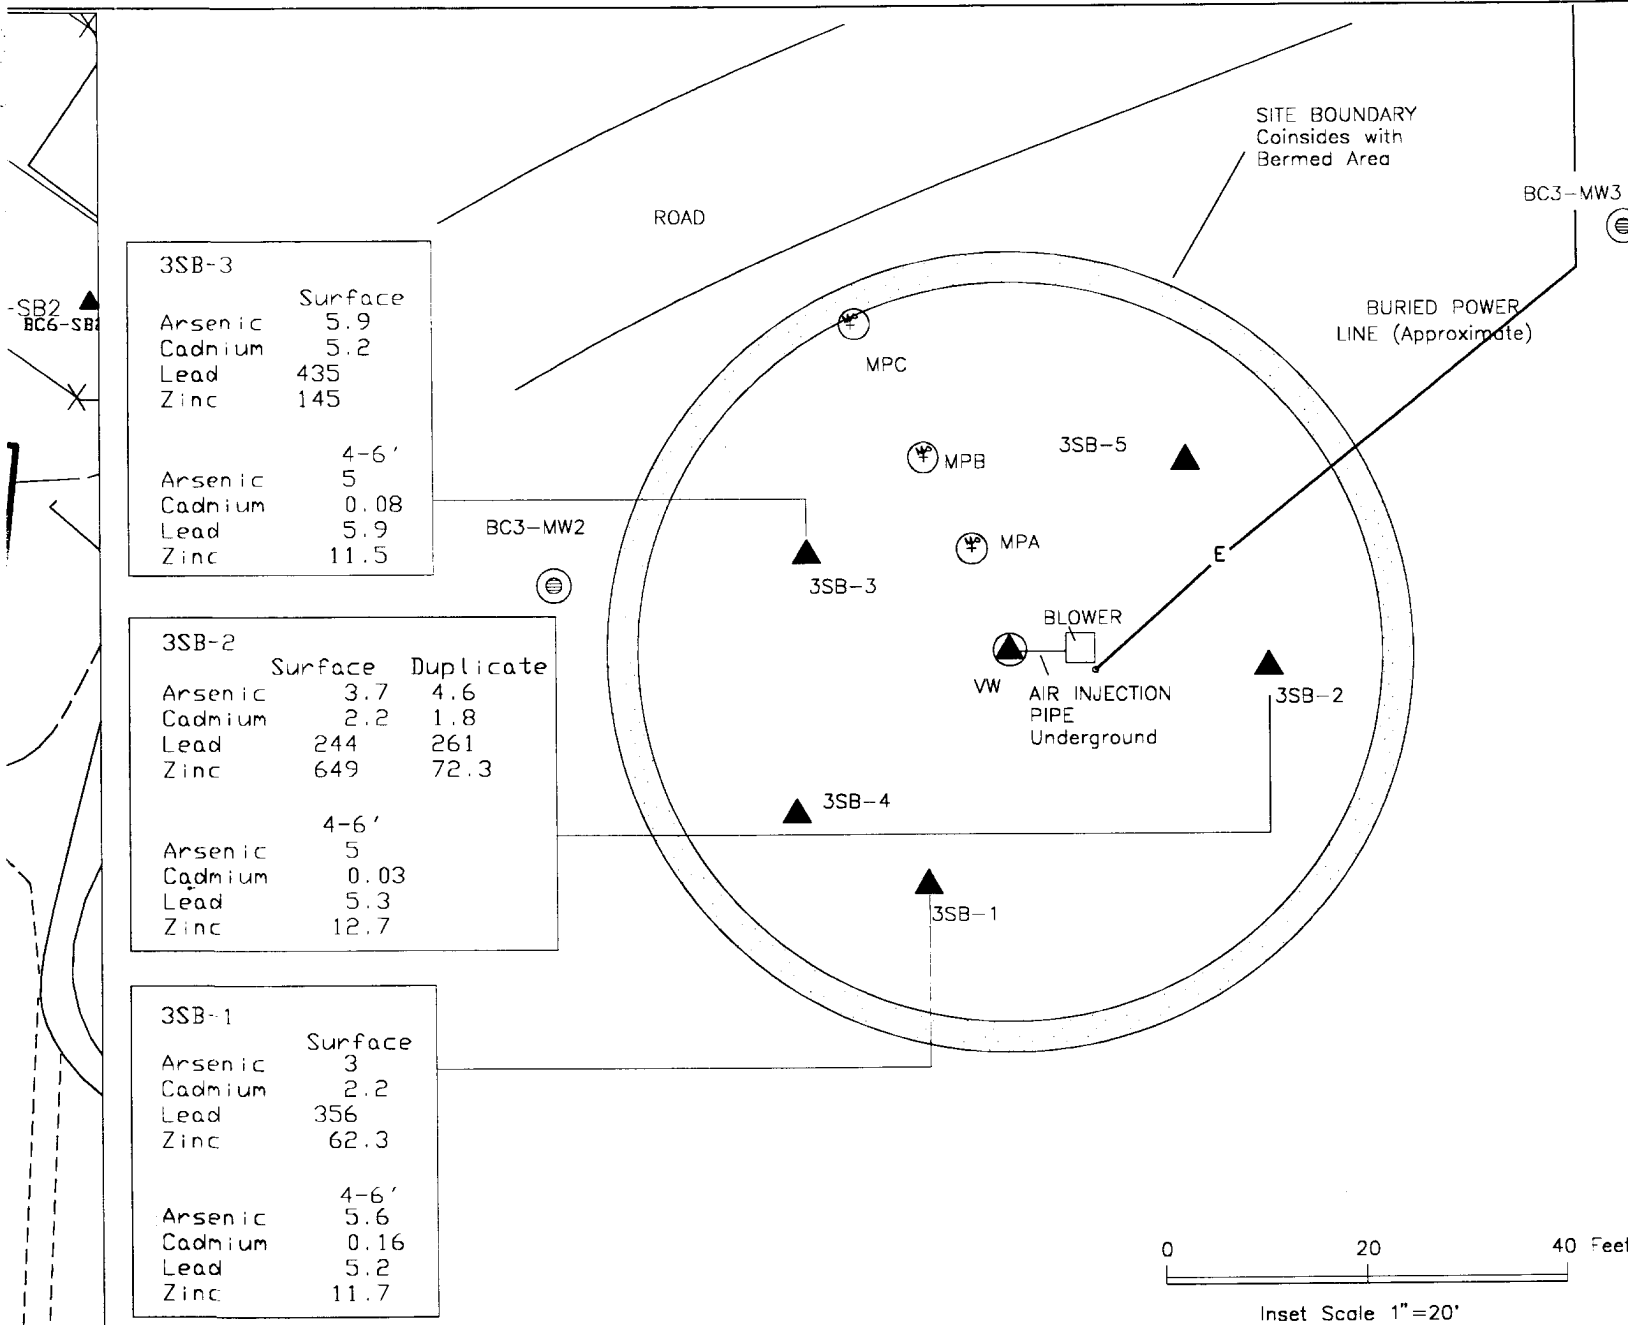 SITE BOUNDARY
Coinsides with
Bermed Area
BC3-MW3
ROAD
BURIED POWER
LINE (Approximate)
-SB2
BC6-SB
3SB-3
Surface
Arsenic 5.9
Cadmium 5.2
Lead 435
Zinc 145
4-6'
Arsenic 5
Cadmium 0.08
Lead 5.9
Zinc 11.5
MPC
MPB
3SB-5
MPA
BC3-MW2
3SB-3
E
BLOWER
VW
AIR INJECTION
PIPE
Underground
3SB-2
3SB-2
Surface Duplicate
Arsenic 3.7 4.6
Cadmium 2.2 1.8
Lead 244 261
Zinc 649 72.3
4-6'
Arsenic 5
Cadmium 0.03
Lead 5.3
Zinc 12.7
3SB-4
3SB-1
3SB-1
Surface
Arsenic 3
Cadmium 2.2
Lead 356
Zinc 62.3
4-6'
Arsenic 5.6
Cadmium 0.16
Lead 5.2
Zinc 11.7
0 20 40 Feet
Inset Scale 1"=20'